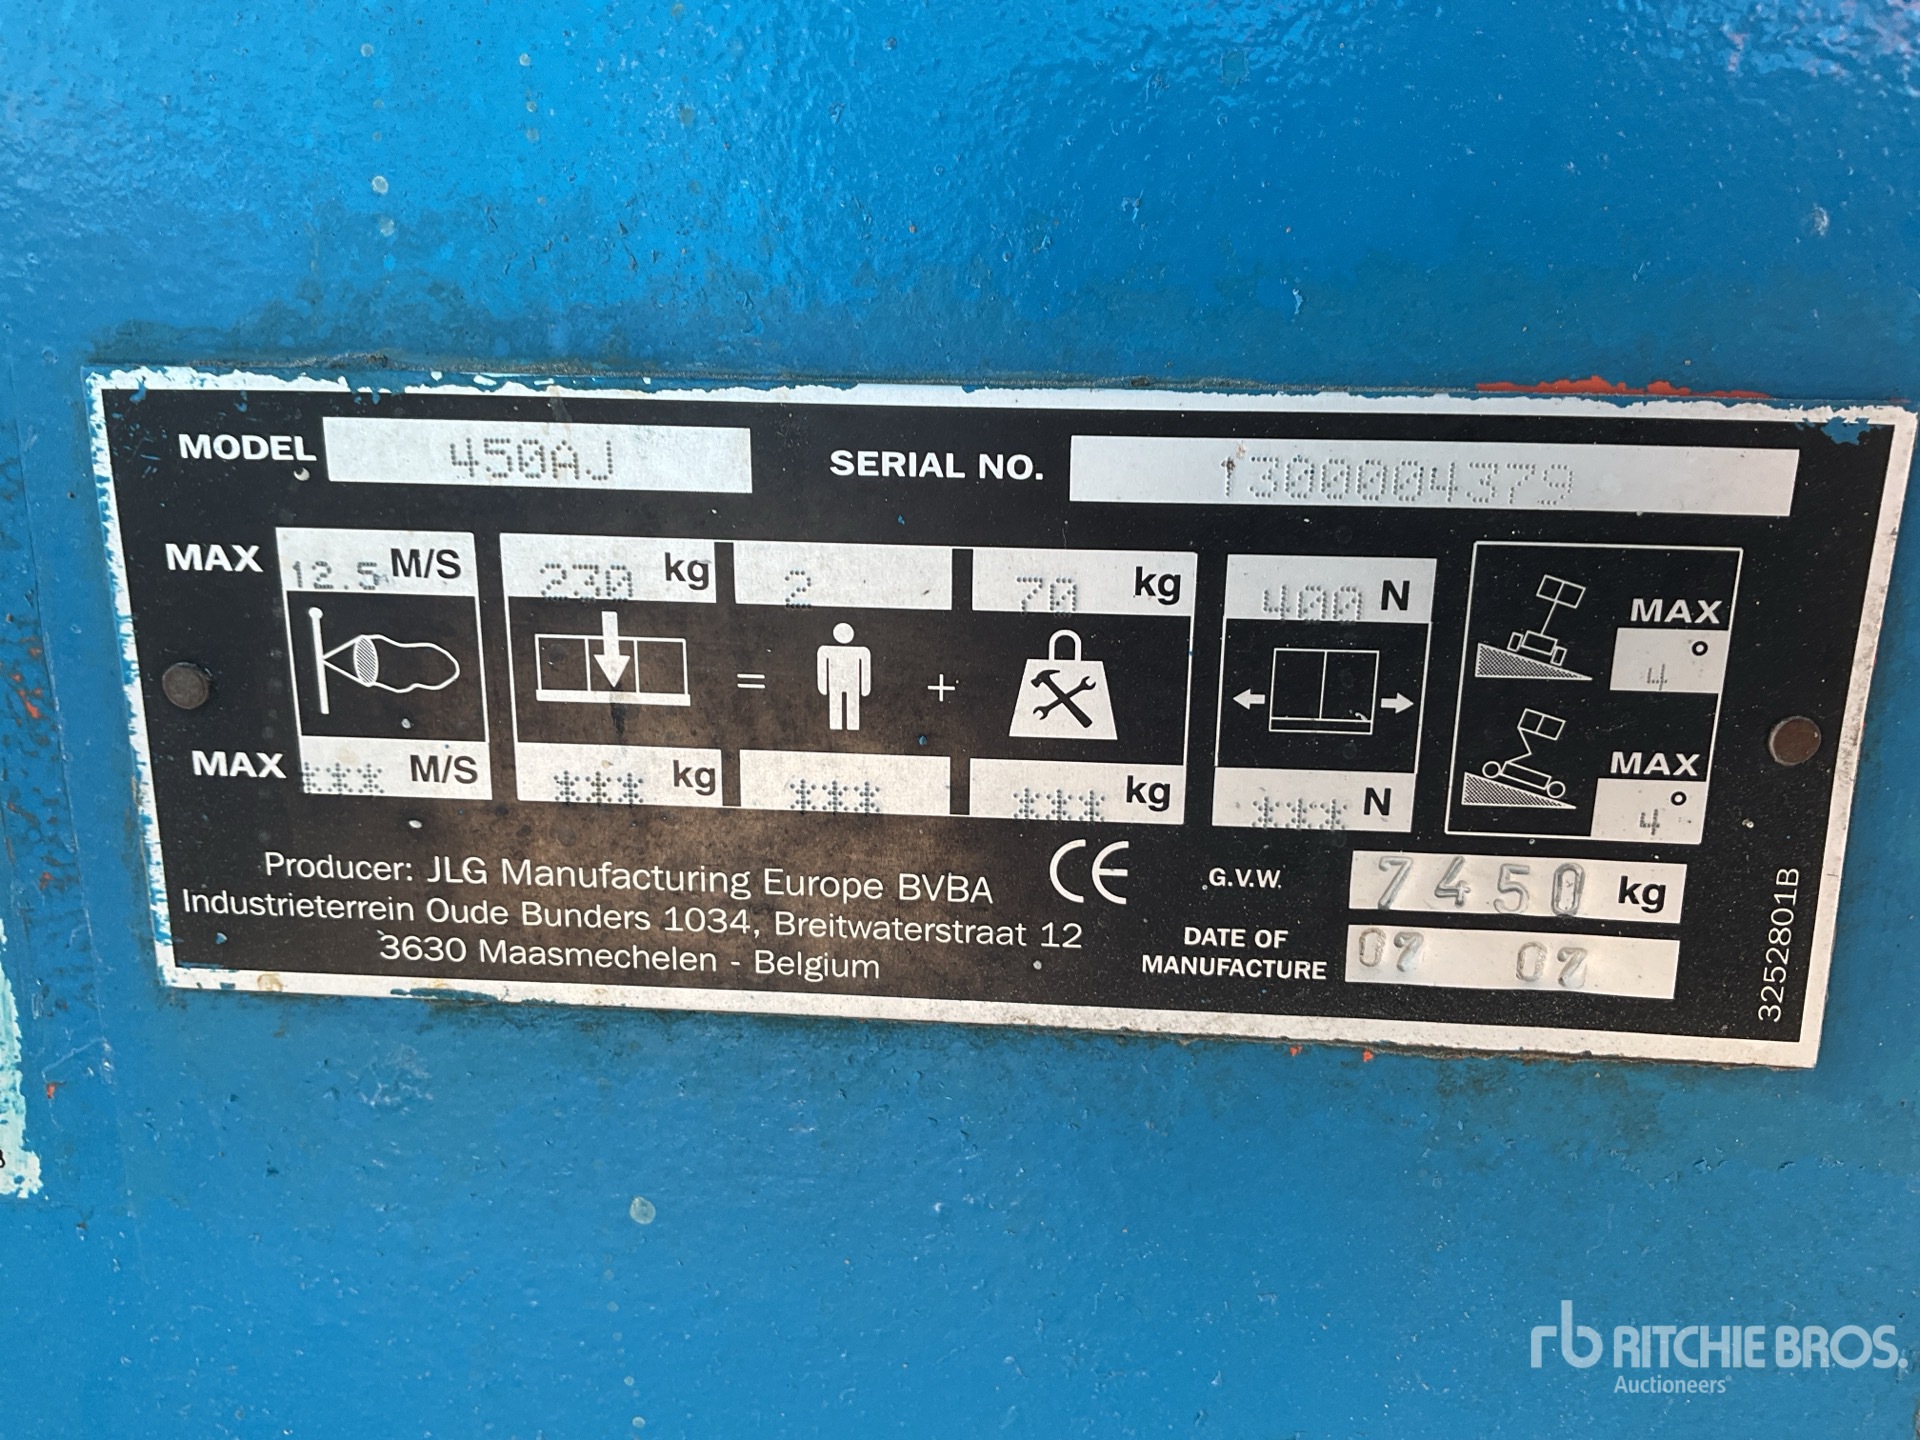 MODEL 450AJ SERIAL NO. 1300004379
MAX 12.5 M/S 230 kg 2 70 kg 400 N
MAX 4°
= +
MAX *** M/S *** kg *** *** kg *** N
MAX 4°
Producer: JLG Manufacturing Europe BVBA CE
Industrieterrein Oude Bunders 1034, Breitwaterstraat 12
3630 Maasmechelen - Belgium
G.V.W. 7450 kg
DATE OF MANUFACTURE 07 07
3252801B
rb RITCHIE BROS.
Auctioneers